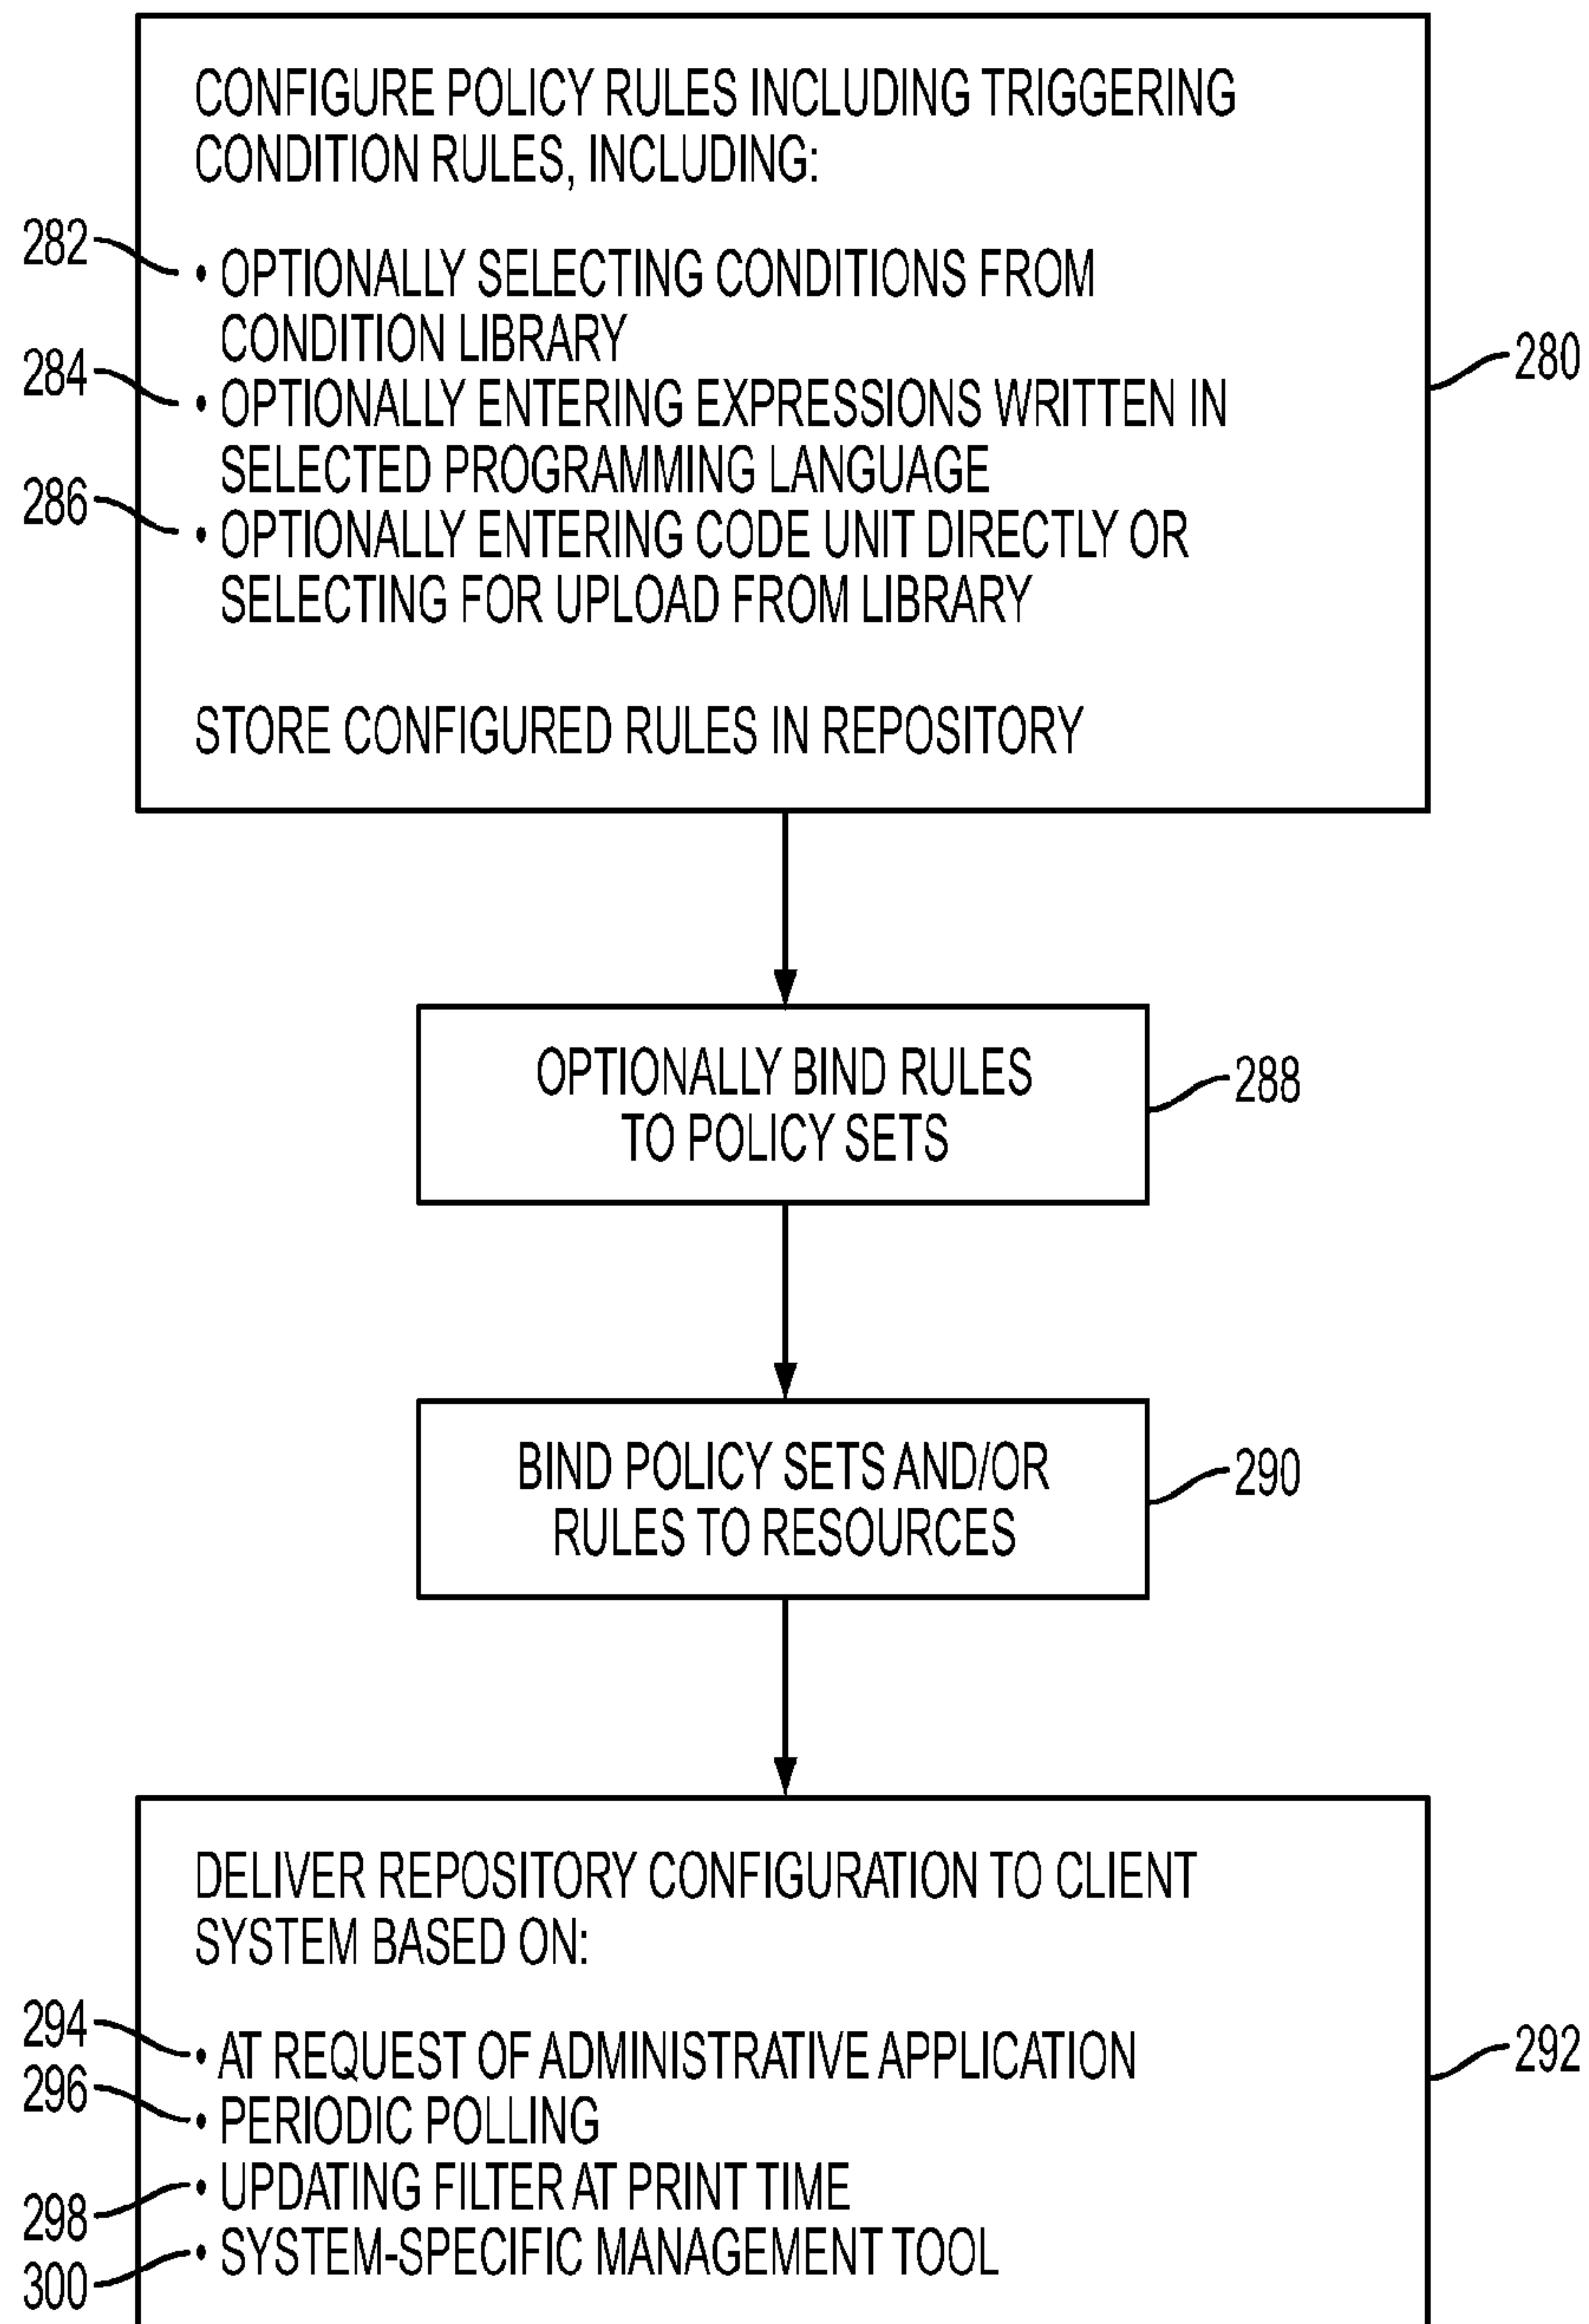 CONFIGURE POLICY RULES INCLUDING TRIGGERING
CONDITION RULES, INCLUDING:
282
• OPTIONALLY SELECTING CONDITIONS FROM
CONDITION LIBRARY
280
284
• OPTIONALLY ENTERING EXPRESSIONS WRITTEN IN
SELECTED PROGRAMMING LANGUAGE
286
• OPTIONALLY ENTERING CODE UNIT DIRECTLY OR
SELECTING FOR UPLOAD FROM LIBRARY
STORE CONFIGURED RULES IN REPOSITORY
OPTIONALLY BIND RULES
TO POLICY SETS
288
BIND POLICY SETS AND/OR
RULES TO RESOURCES
290
DELIVER REPOSITORY CONFIGURATION TO CLIENT
SYSTEM BASED ON:
294
• AT REQUEST OF ADMINISTRATIVE APPLICATION
292
296
• PERIODIC POLLING
298
• UPDATING FILTER AT PRINT TIME
300
• SYSTEM-SPECIFIC MANAGEMENT TOOL